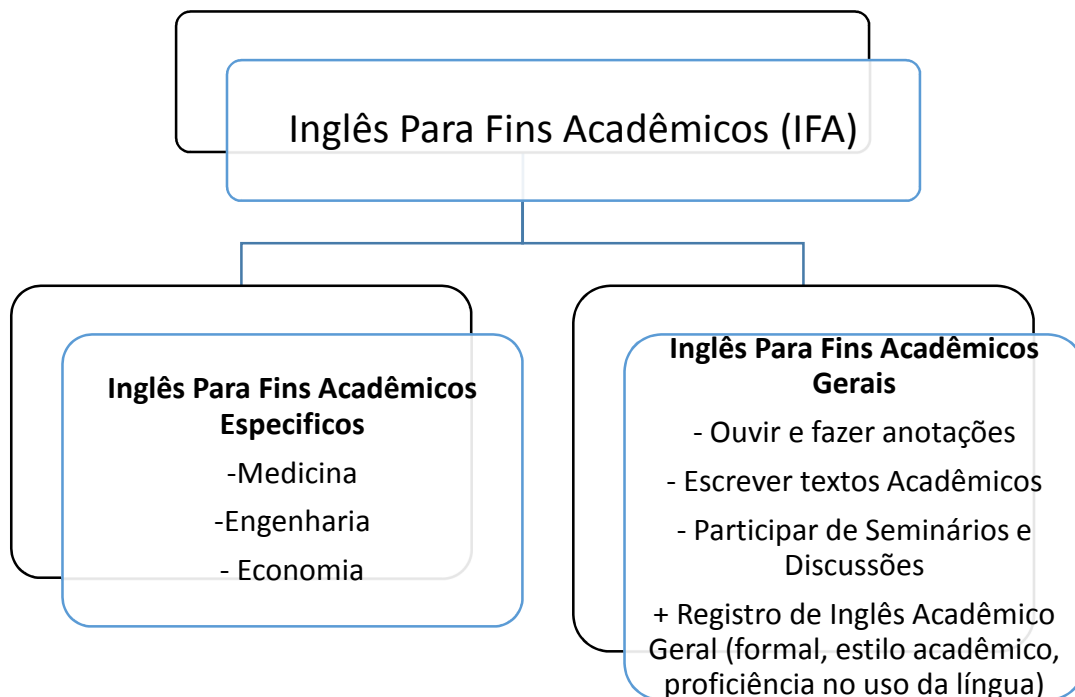 Inglês Para Fins Acadêmicos (IFA)
Inglês Para Fins Acadêmicos
Especificos
-Medicina
-Engenharia
- Economia
Inglês Para Fins Acadêmicos
Gerais
- Ouvir e fazer anotações
- Escrever textos Acadêmicos
- Participar de Seminários e
Discussões
+ Registro de Inglês Acadêmico
Geral (formal, estilo acadêmico,
proficiência no uso da língua)